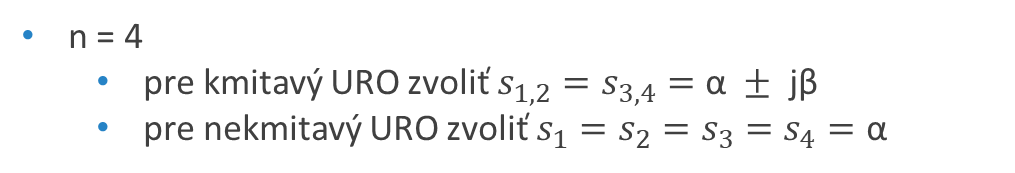 • n = 4
• pre kmitavý URO zvoliť s₁,₂ = s₃,₄ = α ± jβ
• pre nekmitavý URO zvoliť s₁ = s₂ = s₃ = s₄ = α